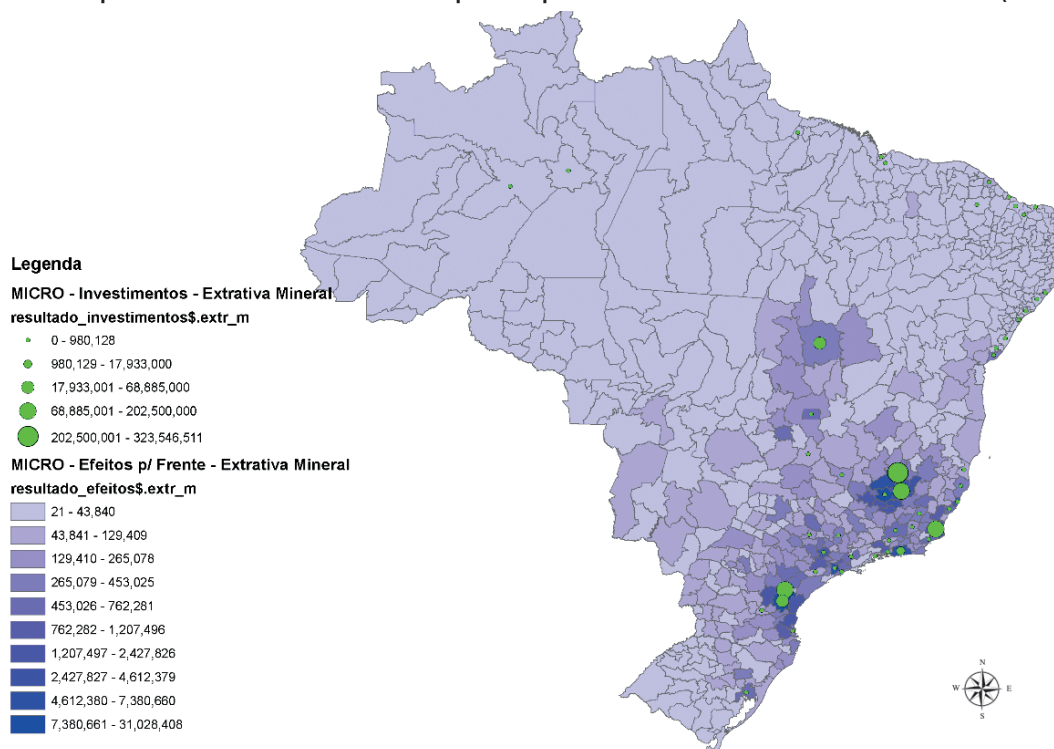 Legenda
MICRO - Investimentos - Extrativa Mineral
resultado_investimentos$.extr_m
0 - 980,128
980,129 - 17,933,000
17,933,001 - 68,885,000
68,885,001 - 202,500,000
202,500,001 - 323,546,511
MICRO - Efeitos p/ Frente - Extrativa Mineral
resultado_efeitos$.extr_m
21 - 43,840
43,841 - 129,409
129,410 - 265,078
265,079 - 453,025
453,026 - 762,281
762,282 - 1,207,496
1,207,497 - 2,427,826
2,427,827 - 4,612,379
4,612,380 - 7,380,660
7,380,661 - 31,028,408
N
W E
S